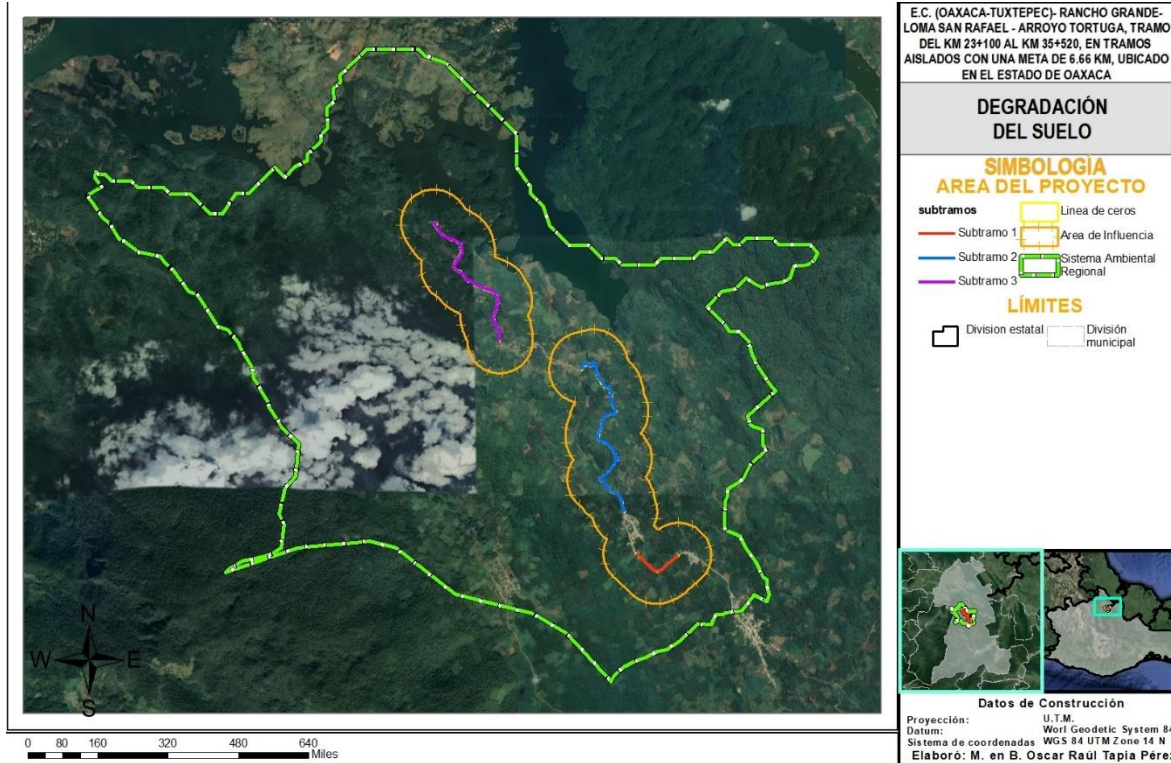 E.C. (OAXACA-TUXTEPEC)- RANCHO GRANDE-
LOMA SAN RAFAEL - ARROYO TORTUGA, TRAMO
DEL KM 23+100 AL KM 35+520, EN TRAMOS
AISLADOS CON UNA META DE 6.66 KM, UBICADO
EN EL ESTADO DE OAXACA
DEGRADACIÓN
DEL SUELO
SIMBOLOGÌA
AREA DEL PROYECTO
subtramos
Subtramo 1
Subtramo 2
Subtramo 3
Linea de ceros
Area de Influencia
Sistema Ambiental
Regional
LÍMITES
Division estatal
División
municipal
N
W
E
S
0 80 160 320 480 640
Miles
Datos de Construcción
Proyección: U.T.M.
Datum: Worl Geodetic System 84
Sistema de coordenadas WGS 84 UTM Zone 14 N
Elaboró: M. en B. Oscar Raúl Tapia Pérez